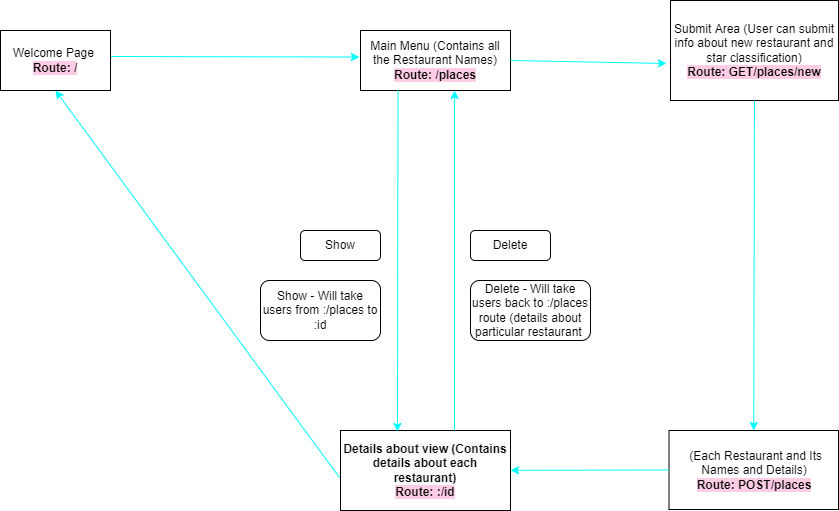 Welcome Page
Route: /
Main Menu (Contains all
the Restaurant Names)
Route: /places
Submit Area (User can submit
info about new restaurant and
star classification)
Route: GET/places/new
Show
Delete
Show - Will take
users from :/places to
:id
Delete - Will take
users back to :/places
route (details about
particular restaurant
Details about view (Contains
details about each
restaurant)
Route: :/id
(Each Restaurant and Its
Names and Details)
Route: POST/places